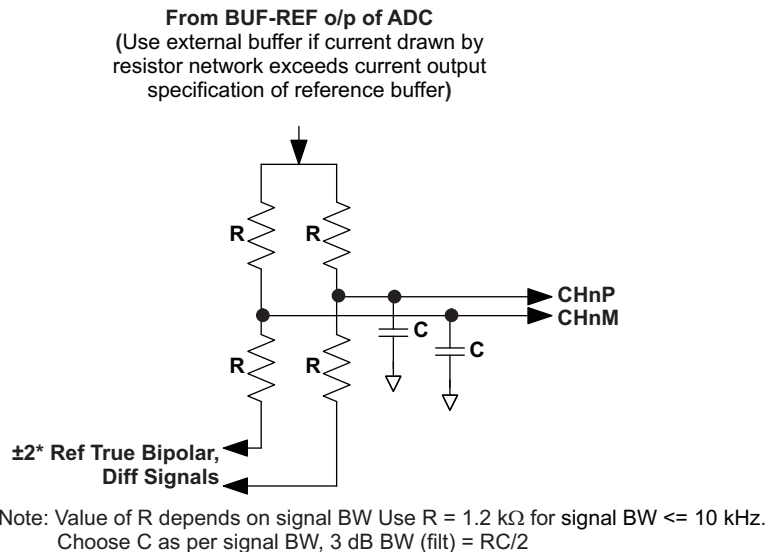 From BUF-REF o/p of ADC
(Use external buffer if current drawn by
resistor network exceeds current output
specification of reference buffer)
R
R
CHnP
CHnM
C
C
R
R
±2* Ref True Bipolar,
Diff Signals
Note: Value of R depends on signal BW Use R = 1.2 kΩ for signal BW <= 10 kHz.
Choose C as per signal BW, 3 dB BW (filt) = RC/2